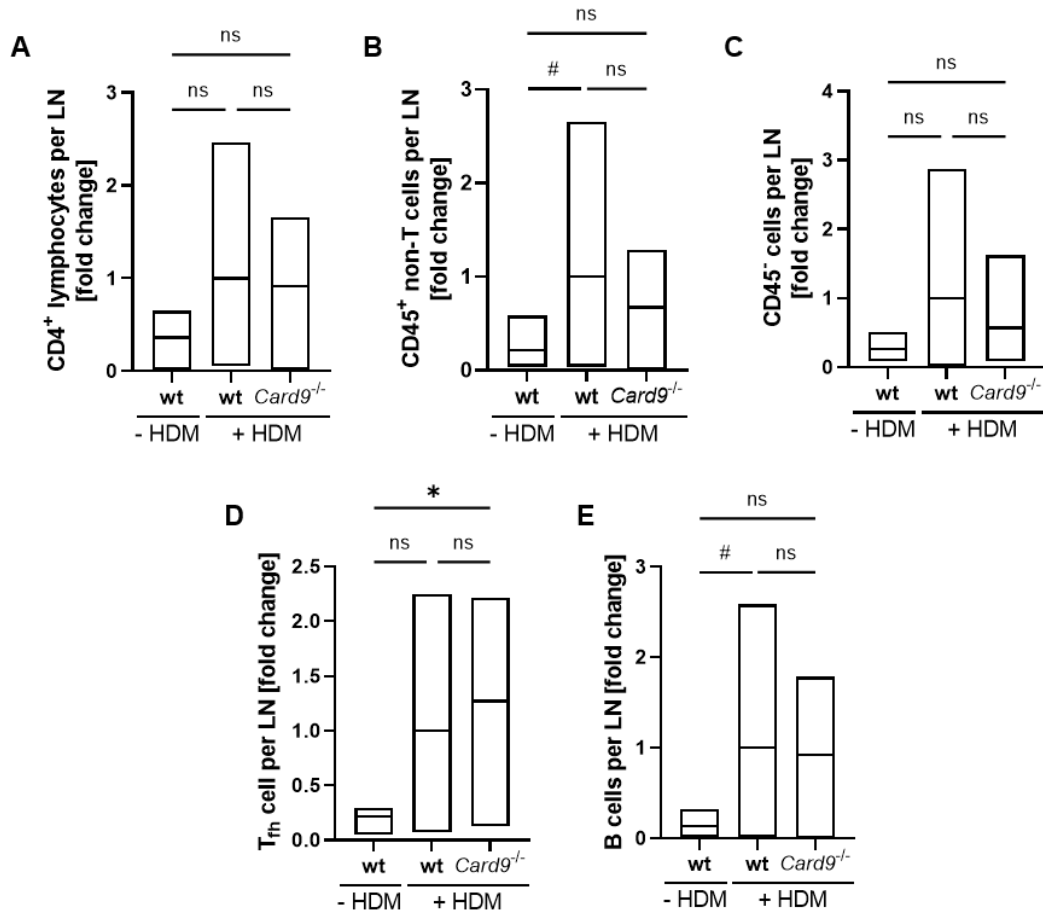 A
ns
ns
ns
CD4⁺ lymphocytes per LN
[fold change]
3
2
1
0
wt
wt
Card9⁻/⁻
- HDM
+ HDM
B
ns
#
ns
CD45⁺ non-T cells per LN
[fold change]
3
2
1
0
wt
wt
Card9⁻/⁻
- HDM
+ HDM
C
ns
ns
ns
CD45⁻ cells per LN
[fold change]
4
3
2
1
0
wt
wt
Card9⁻/⁻
- HDM
+ HDM
D
*
ns
ns
Tfh cell per LN [fold change]
2.5
2.0
1.5
1.0
0.5
0.0
wt
wt
Card9⁻/⁻
- HDM
+ HDM
E
ns
#
ns
B cells per LN [fold change]
3
2
1
0
wt
wt
Card9⁻/⁻
- HDM
+ HDM